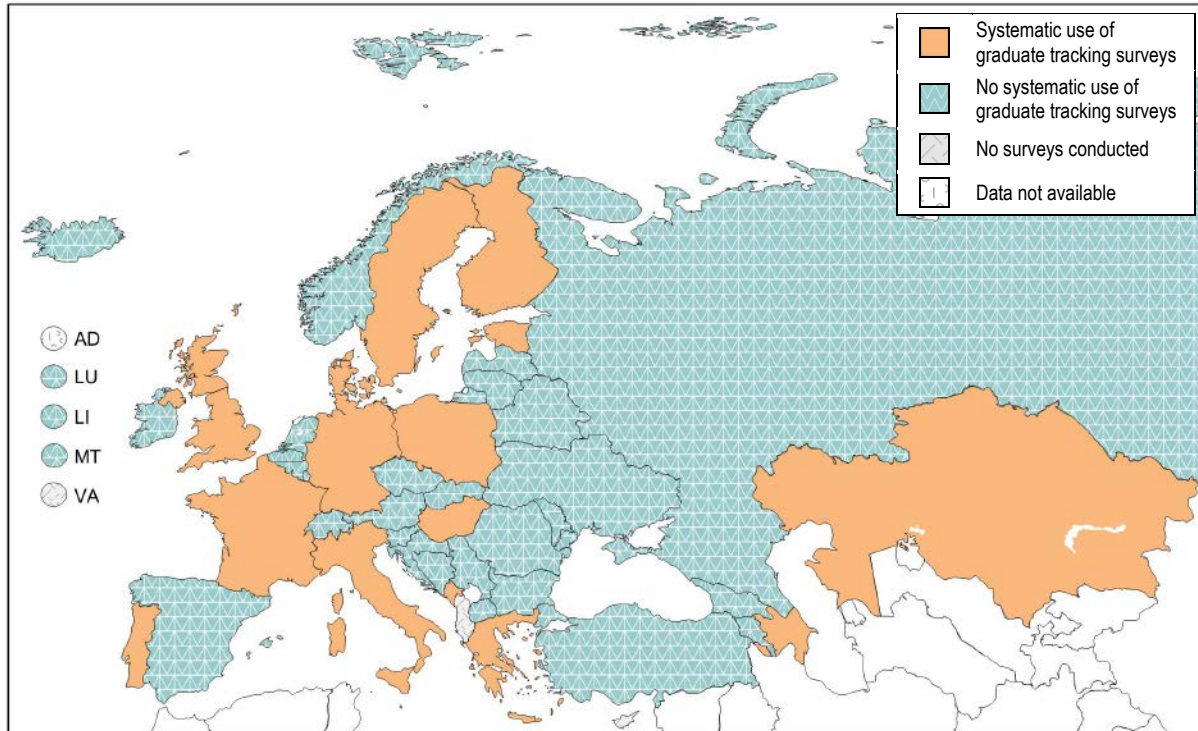 Systematic use of
graduate tracking surveys
No systematic use of
graduate tracking surveys
No surveys conducted
Data not available
AD
LU
LI
MT
VA